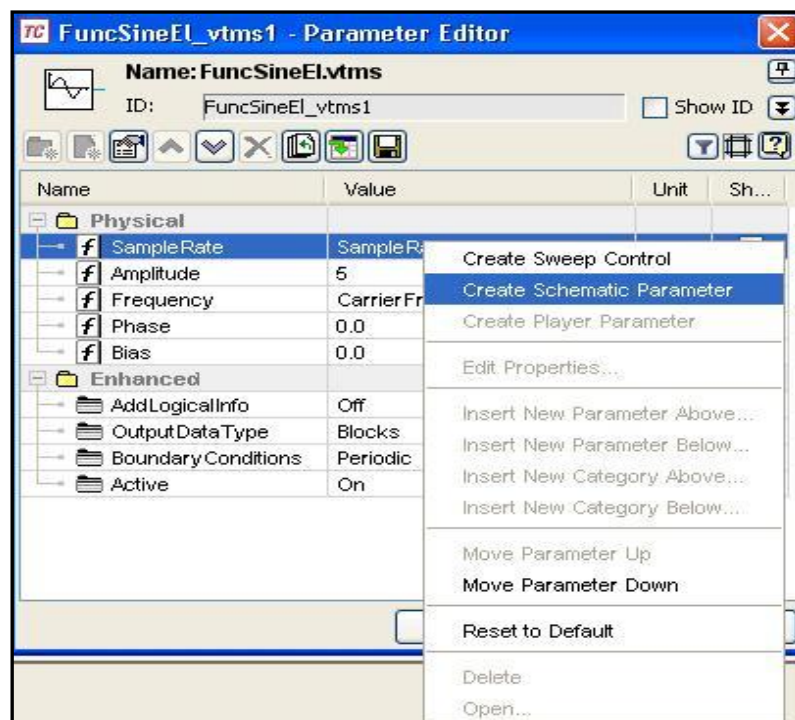 TC FuncSineEl_vtms1 - Parameter Editor
Name: FuncSineEl.vtms
ID: FuncSineEl_vtms1 Show ID
Name Value Unit Sh...
Physical
f SampleRate SampleRa
f Amplitude 5
f Frequency CarrierFr
f Phase 0.0
f Bias 0.0
Enhanced
AddLogicalInfo Off
OutputDataType Blocks
BoundaryConditions Periodic
Active On
Create Sweep Control
Create Schematic Parameter
Create Player Parameter
Edit Properties...
Insert New Parameter Above...
Insert New Parameter Below...
Insert New Category Above...
Insert New Category Below...
Move Parameter Up
Move Parameter Down
Reset to Default
Delete
Open...